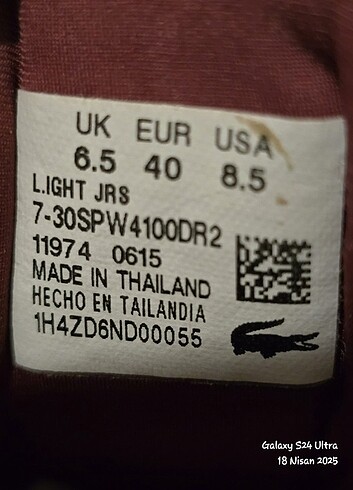 UK EUR USA
6.5 40 8.5
L.IGHT JRS
7-30SPW4100DR2
11974 0615
MADE IN THAILAND
HECHO EN TAILANDIA
1H4ZD6ND00055
Galaxy S24 Ultra
18 Nisan 2025